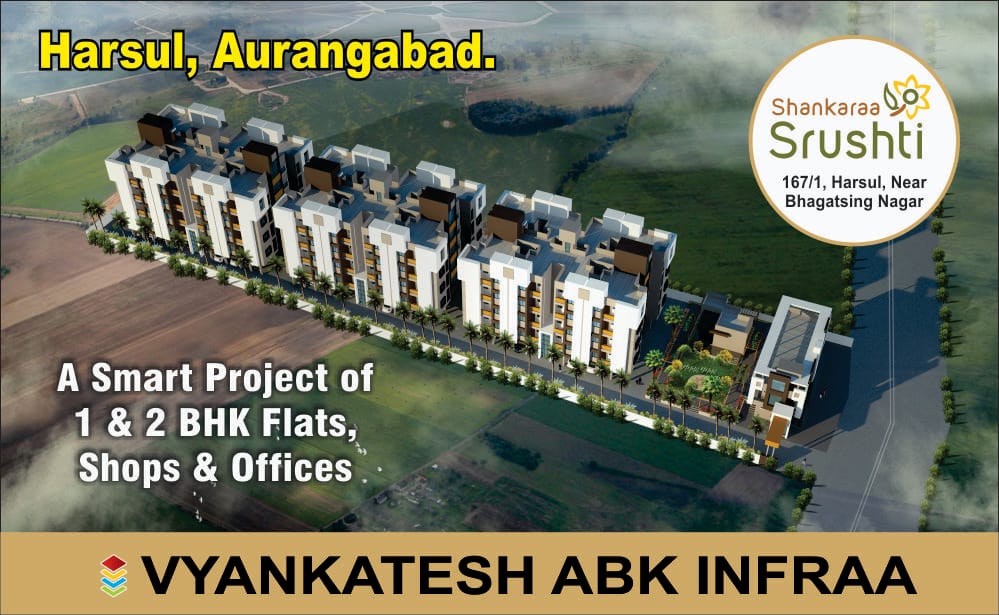 Harsul, Aurangabad.
Shankaraa
Srushti
167/1, Harsul, Near
Bhagatsing Nagar
A Smart Project of
1 & 2 BHK Flats,
Shops & Offices
VYANKATESH ABK INFRAA